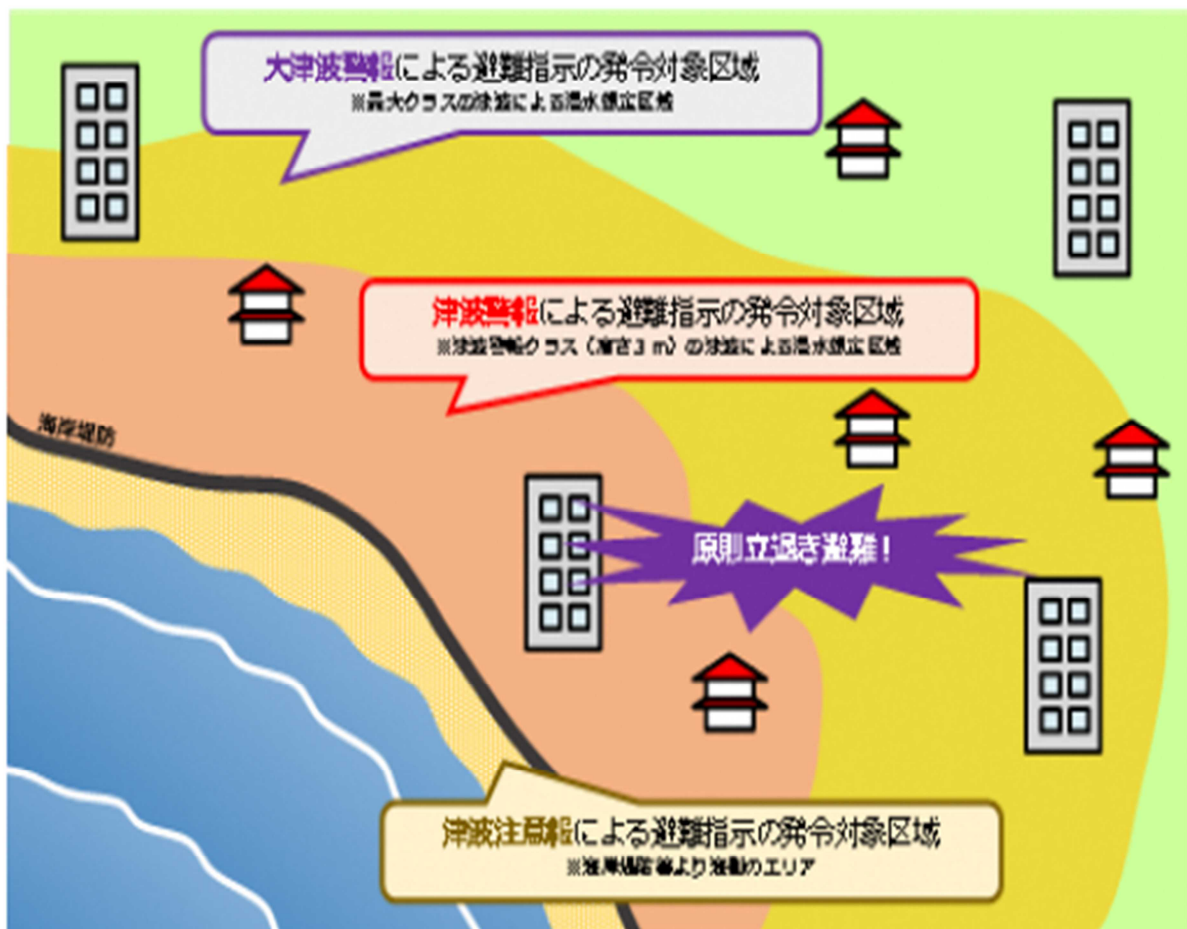 大津波警報による避難指示の発令対象区域
※最大クラスの津波による浸水想定区域
津波警報による避難指示の発令対象区域
※津波警報クラス(高さ3m)の津波による浸水想定区域
海岸堤防
原則立退き避難!
津波注意報による避難指示の発令対象区域
※海岸堤防等より海側のエリア